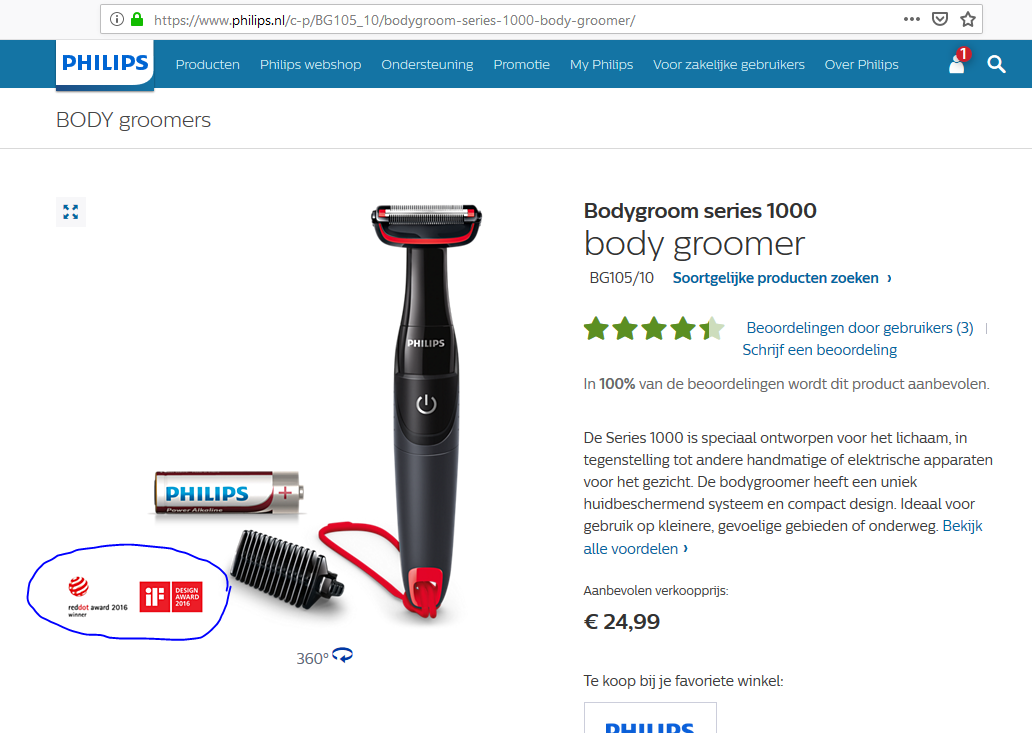 https://www.philips.nl/c-p/BG105_10/bodygroom-series-1000-body-groomer/
PHILIPS
Producten Philips webshop Ondersteuning Promotie My Philips Voor zakelijke gebruikers Over Philips
1
BODY groomers
Bodygroom series 1000
body groomer
BG105/10 Soortgelijke producten zoeken ›
Beoordelingen door gebruikers (3) |
Schrijf een beoordeling
In 100% van de beoordelingen wordt dit product aanbevolen.
De Series 1000 is speciaal ontworpen voor het lichaam, in
tegenstelling tot andere handmatige of elektrische apparaten
voor het gezicht. De bodygroomer heeft een uniek
huidbeschermend systeem en compact design. Ideaal voor
gebruik op kleinere, gevoelige gebieden of onderweg. Bekijk
alle voordelen ›
Aanbevolen verkoopprijs:
€ 24,99
Te koop bij je favoriete winkel:
PHILIPS
PHILIPS
PHILIPS
+
Power Alkaline
reddot award 2016
winner
iF
DESIGN
AWARD
2016
360°